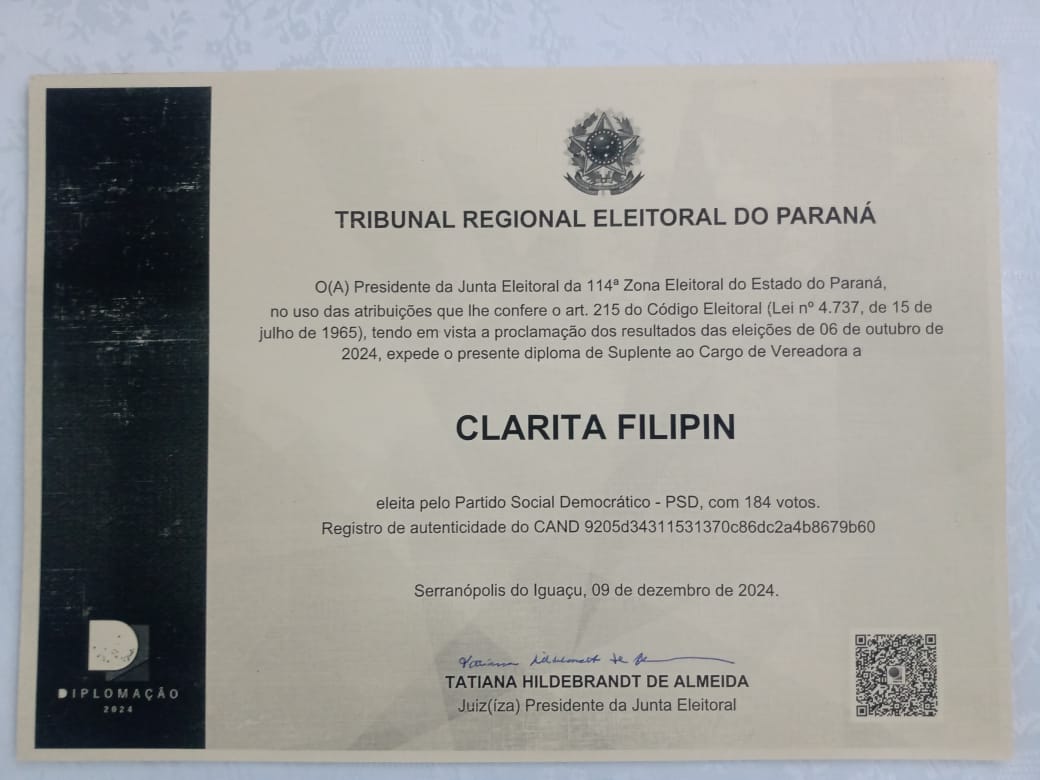 TRIBUNAL REGIONAL ELEITORAL DO PARANÁ
O(A) Presidente da Junta Eleitoral da 114ª Zona Eleitoral do Estado do Paraná,
no uso das atribuições que lhe confere o art. 215 do Código Eleitoral (Lei nº 4.737, de 15 de
julho de 1965), tendo em vista a proclamação dos resultados das eleições de 06 de outubro de
2024, expede o presente diploma de Suplente ao Cargo de Vereadora a
CLARITA FILIPIN
eleita pelo Partido Social Democrático - PSD, com 184 votos.
Registro de autenticidade do CAND 9205d34311531370c86dc2a4b8679b60
Serranópolis do Iguaçu, 09 de dezembro de 2024.
Tatiana Hildebrandt de
TATIANA HILDEBRANDT DE ALMEIDA
Juiz(íza) Presidente da Junta Eleitoral
D
DIPLOMAÇÃO
2024